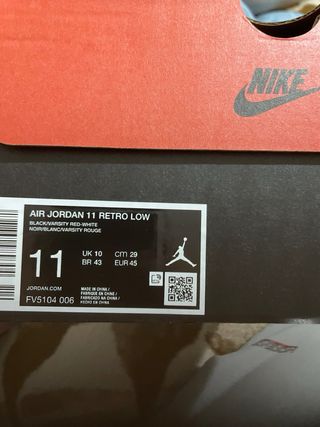 NIKE
AIR JORDAN 11 RETRO LOW
BLACK/VARSITY RED-WHITE
NOIR/BLANC/VARSITY ROUGE
11
UK 10 CM 29
BR 43 EUR 45
JORDAN.COM
FV5104 006
MADE IN CHINA /
FABRIQUÉ EN CHINE /
FABRICADO NA CHINA /
HECHO EN CHINA